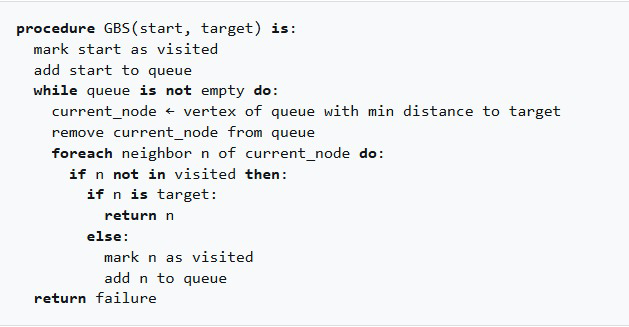 procedure GBS(start, target) is:
  mark start as visited
  add start to queue
  while queue is not empty do:
    current_node ← vertex of queue with min distance to target
    remove current_node from queue
    foreach neighbor n of current_node do:
      if n not in visited then:
        if n is target:
          return n
        else:
          mark n as visited
          add n to queue
  return failure